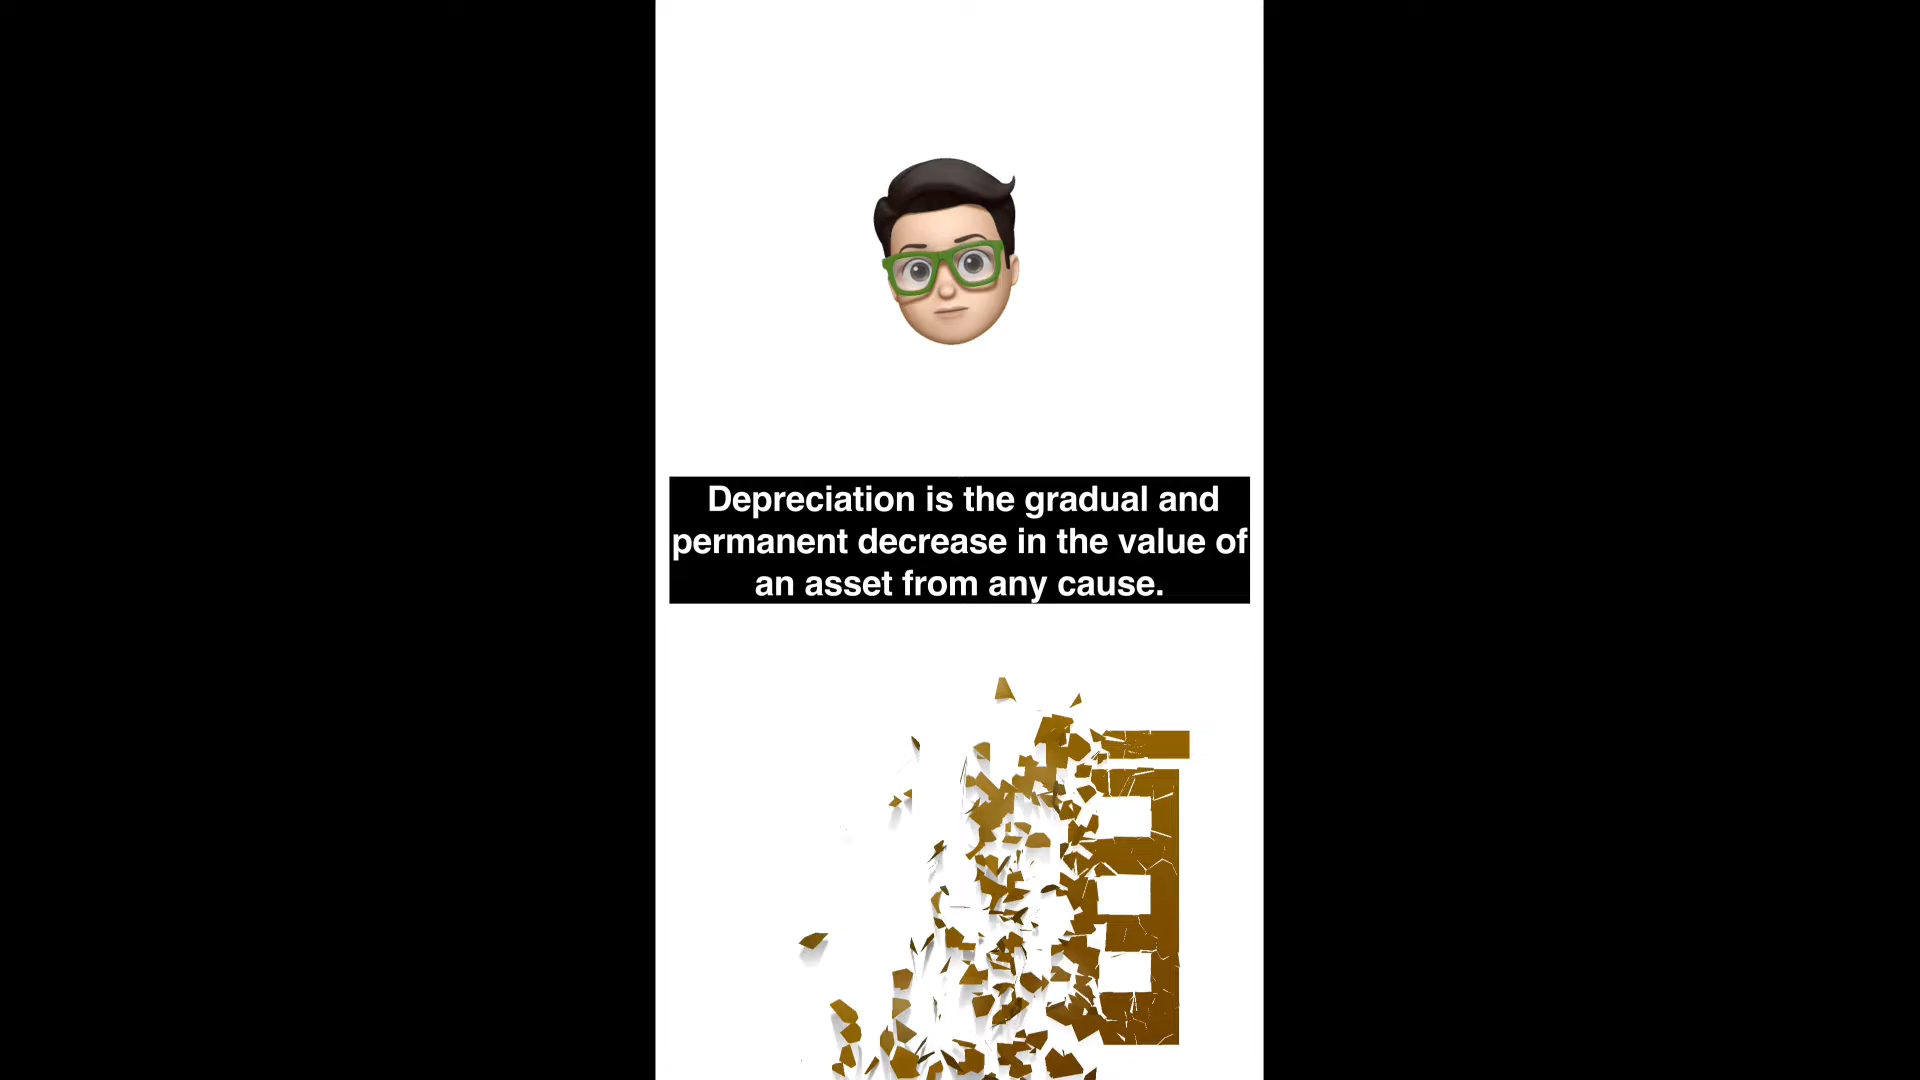 Depreciation is the gradual and
permanent decrease in the value of
an asset from any cause.